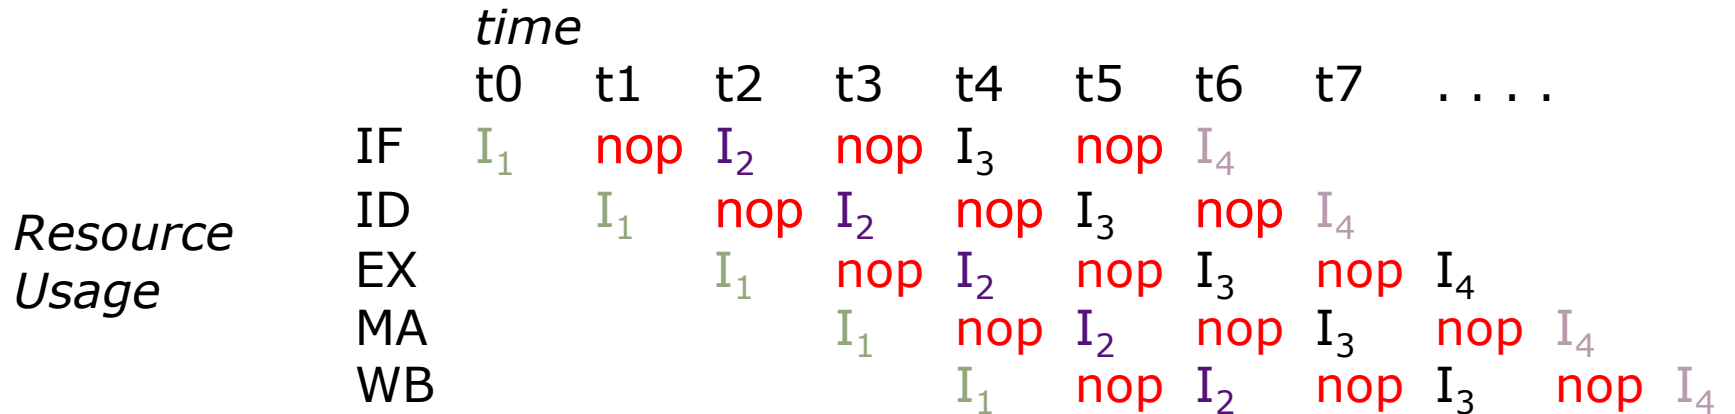 time
t0 t1 t2 t3 t4 t5 t6 t7 . . . .
IF I₁ nop I₂ nop I₃ nop I₄
ID I₁ nop I₂ nop I₃ nop I₄
Resource
Usage
EX I₁ nop I₂ nop I₃ nop I₄
MA I₁ nop I₂ nop I₃ nop I₄
WB I₁ nop I₂ nop I₃ nop I₄